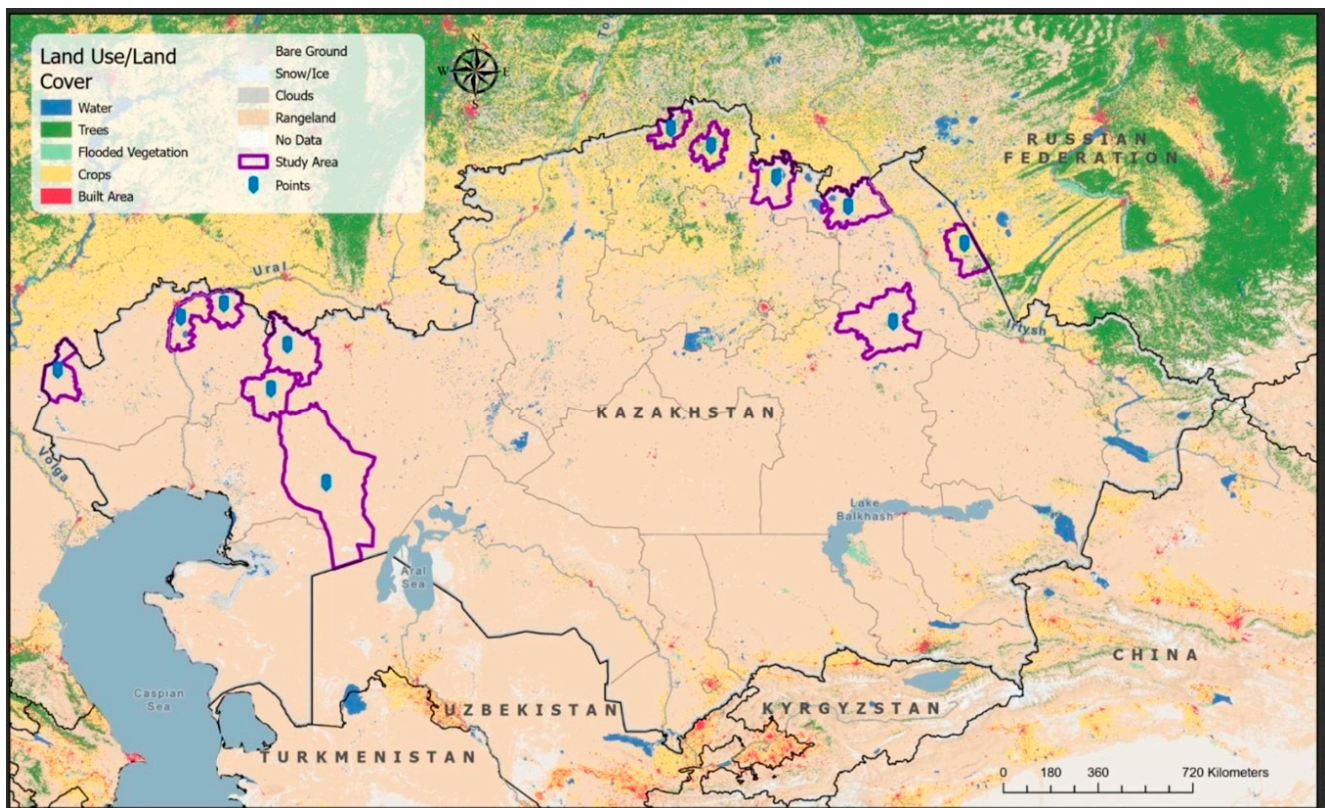 Land Use/Land
Cover
Water
Trees
Flooded Vegetation
Crops
Built Area
Bare Ground
Snow/Ice
Clouds
Rangeland
No Data
Study Area
Points
N
W
E
S
To
RUSSIAN
FEDERATION
Ural
Irtysh
KAZAKHSTAN
Volga
Lake
Balkhash
Aral
Sea
CHINA
Caspian
Sea
UZBEKISTAN
KYRGYZSTAN
TURKMENISTAN
0 180 360 720 Kilometers